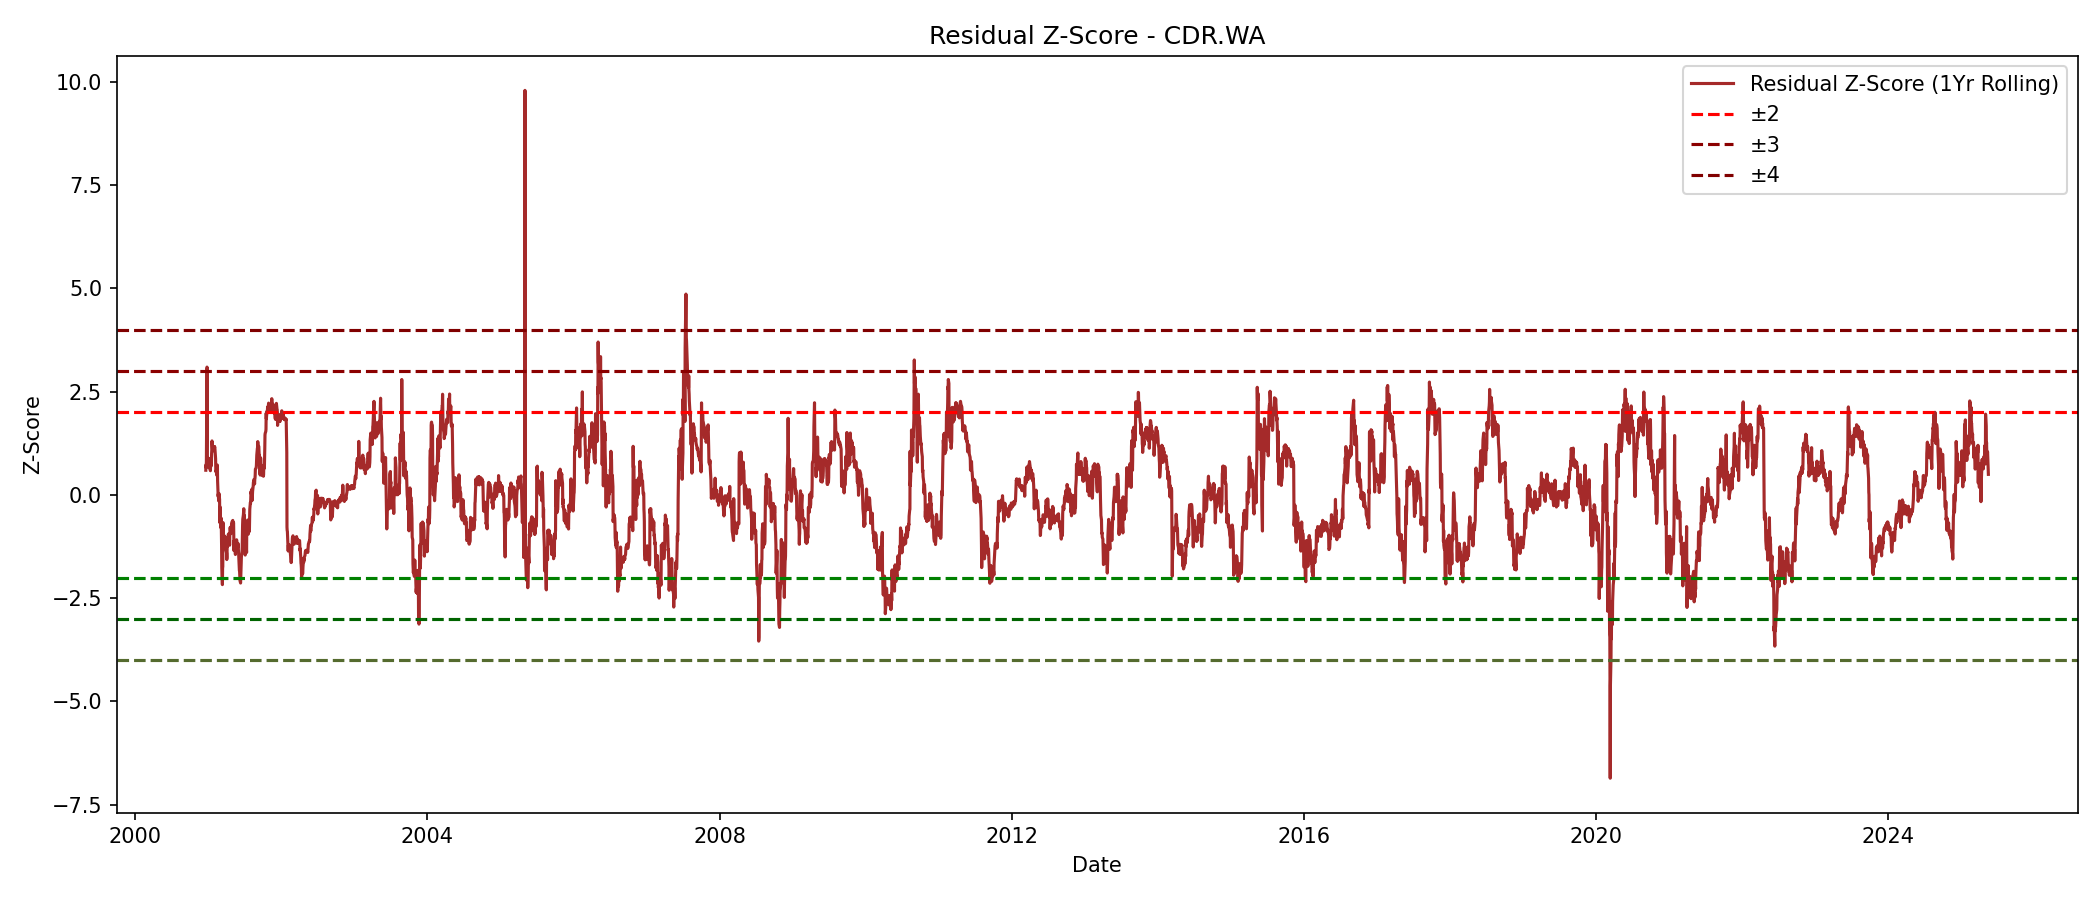 Residual Z-Score - CDR.WA
Residual Z-Score (1Yr Rolling)
±2
±3
±4
10.0
7.5
5.0
2.5
0.0
−2.5
−5.0
−7.5
Z-Score
2000 2004 2008 2012 2016 2020 2024
Date